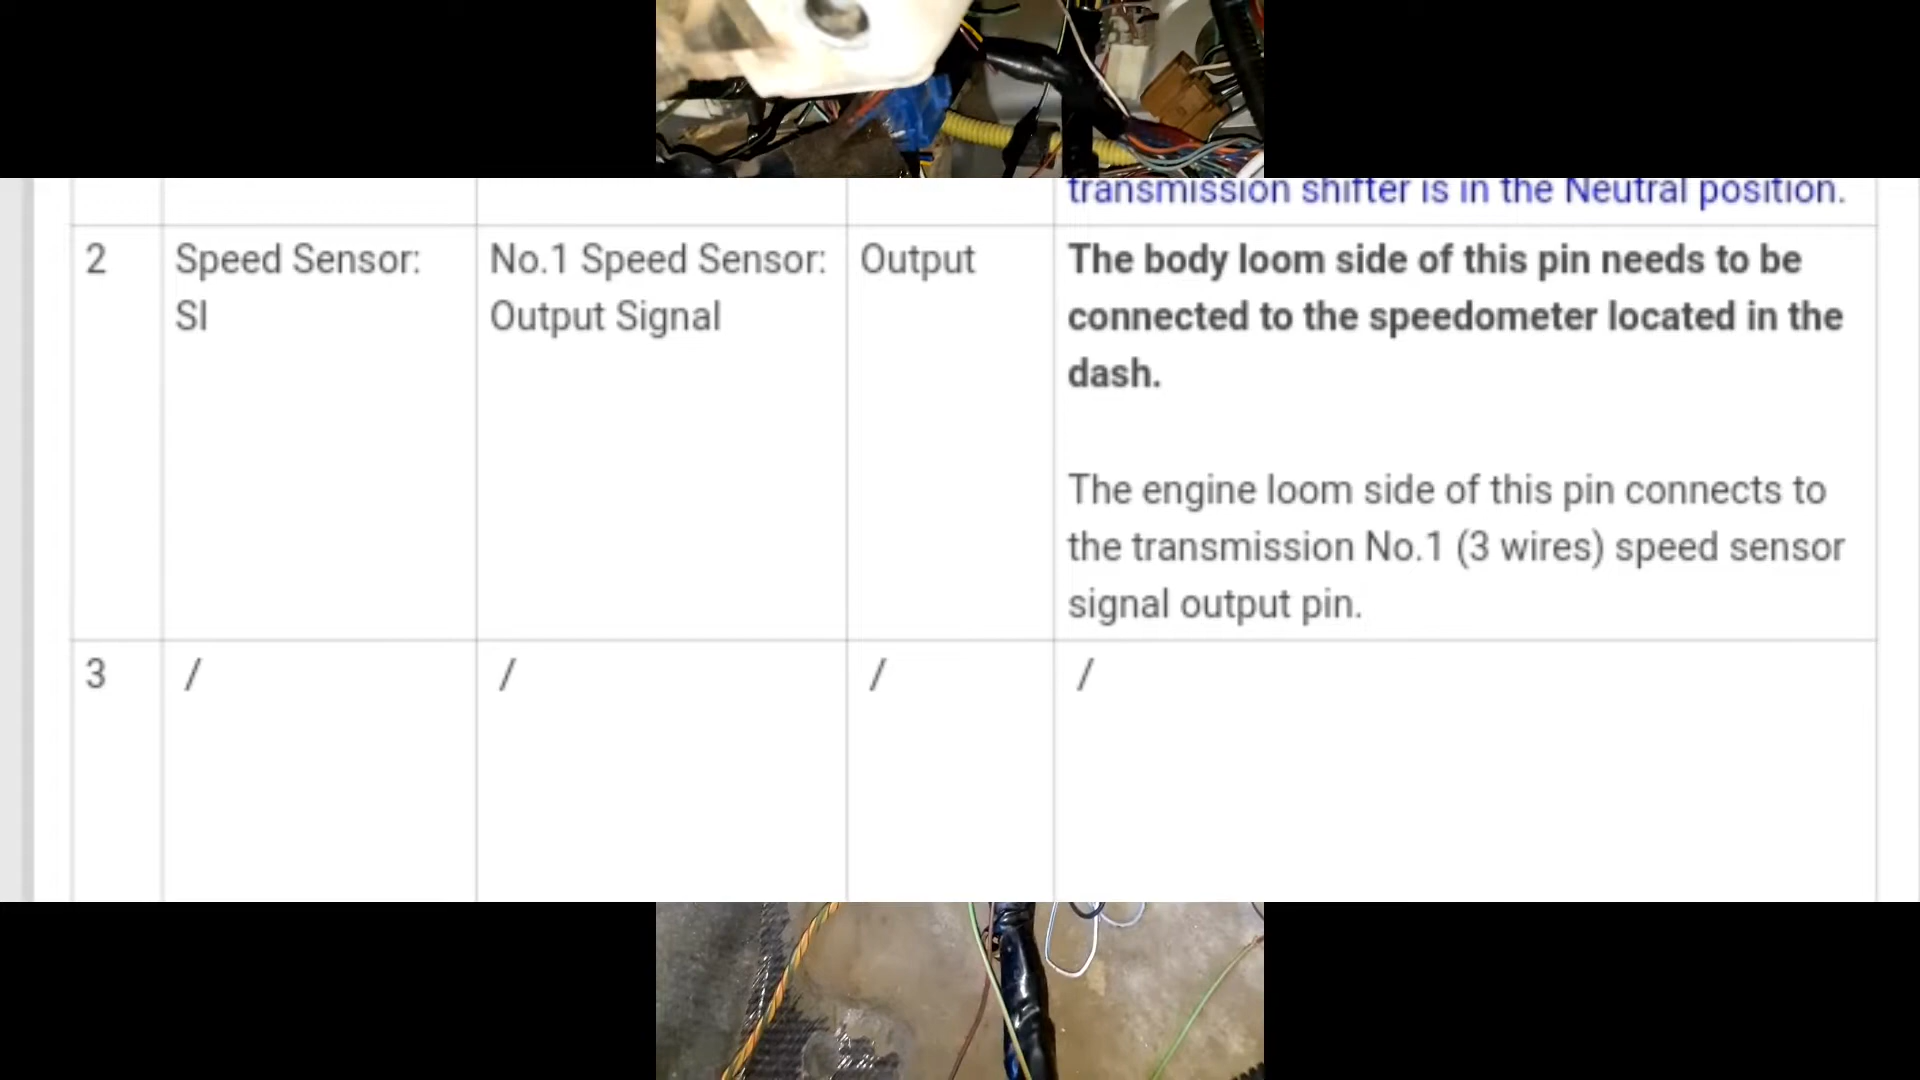 transmission shifter is in the Neutral position.
2
Speed Sensor:
SI
No.1 Speed Sensor:
Output Signal
Output
The body loom side of this pin needs to be
connected to the speedometer located in the
dash.
The engine loom side of this pin connects to
the transmission No.1 (3 wires) speed sensor
signal output pin.
3
/
/
/
/